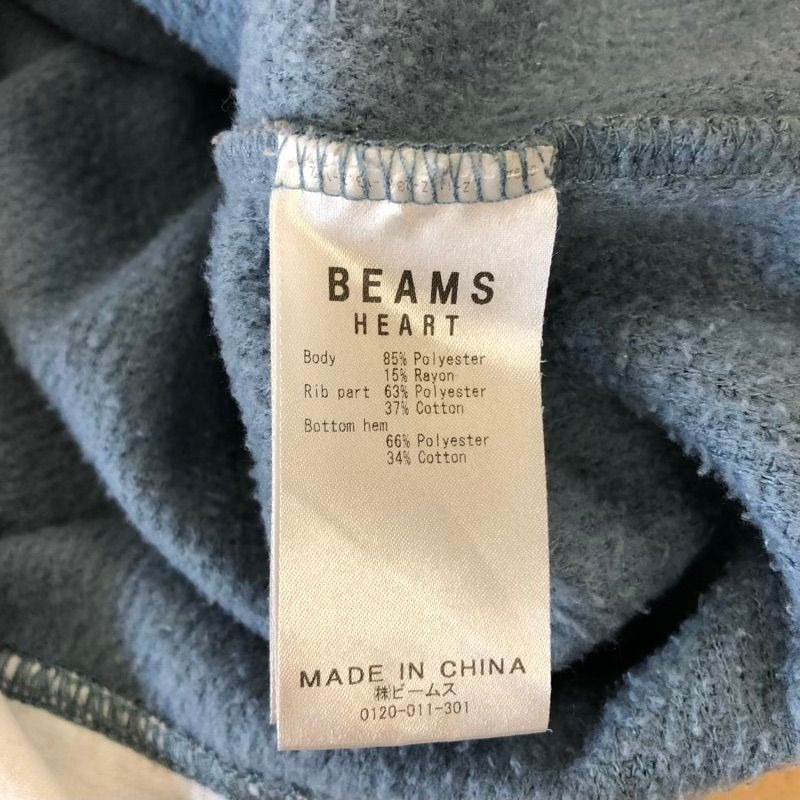 BEAMS
HEART
Body 85% Polyester
15% Rayon
Rib part 63% Polyester
37% Cotton
Bottom hem
66% Polyester
34% Cotton
MADE IN CHINA
㈱ビームス
0120-011-301